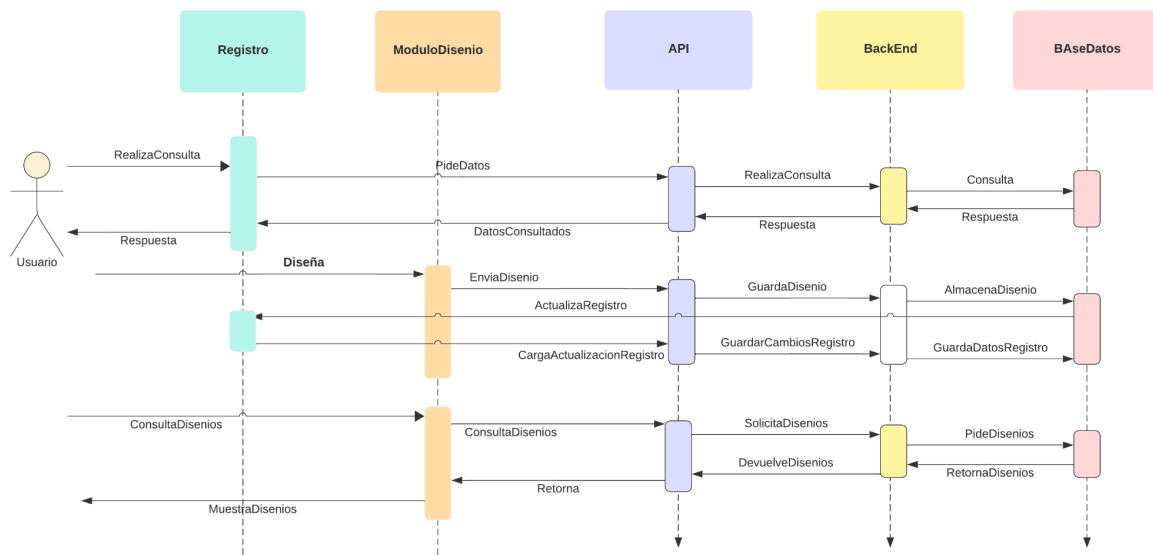 Registro
ModuloDisenio
API
BackEnd
BAseDatos
RealizaConsulta
PideDatos
RealizaConsulta
Consulta
Respuesta
Respuesta
DatosConsultados
Respuesta
Usuario
Diseña
EnviaDisenio
GuardaDisenio
AlmacenaDisenio
ActualizaRegistro
CargaActualizacionRegistro
GuardarCambiosRegistro
GuardaDatosRegistro
ConsultaDisenios
ConsultaDisenios
SolicitaDisenios
PideDisenios
DevuelveDisenios
RetornaDisenios
Retorna
MuestraDisenios